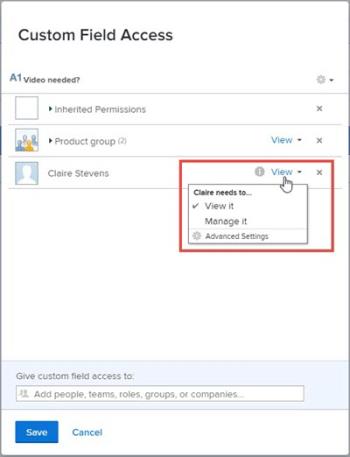 Custom Field Access
A1 Video needed?
Inherited Permissions
Product group (2) View
Claire Stevens View
Claire needs to...
View it
Manage it
Advanced Settings
Give custom field access to:
Add people, teams, roles, groups, or companies...
Save Cancel